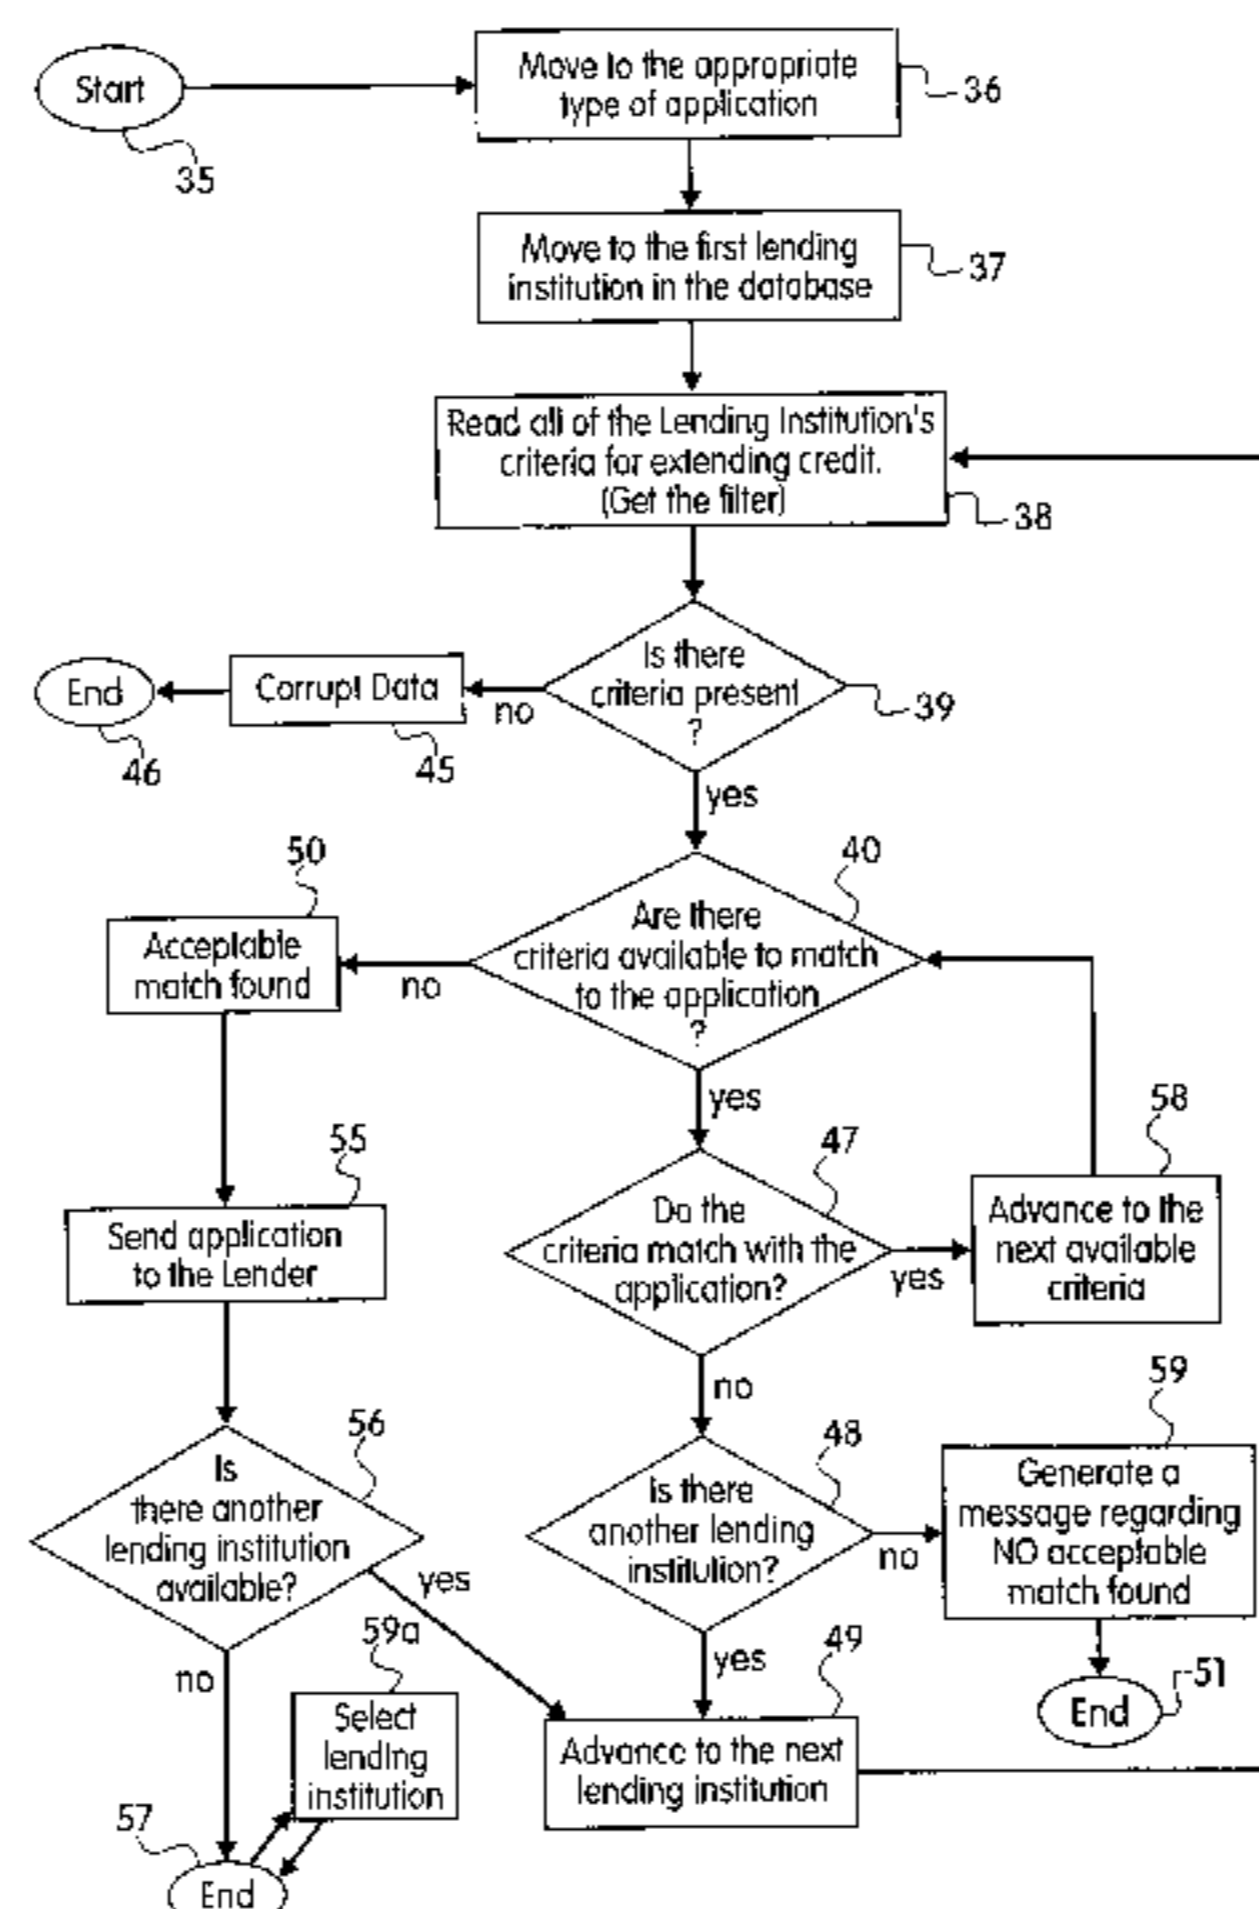 Start
35
Move to the appropriate
type of application
36
Move to the first lending
institution in the database
37
Read all of the Lending Institution's
criteria for extending credit.
(Get the filter)
38
Is there
criteria present
?
39
no
Corrupt Data
45
End
46
yes
Are there
criteria available to match
to the application
?
40
no
Acceptable
match found
50
yes
Do the
criteria match with the
application?
47
yes
Advance to the
next available
criteria
58
Send application
to the Lender
55
no
Is there
another lending
institution?
48
no
Generate a
message regarding
NO acceptable
match found
59
End
51
Is
there another
lending institution
available?
56
yes
no
yes
Advance to the next
lending institution
49
Select
lending
institution
59a
End
57